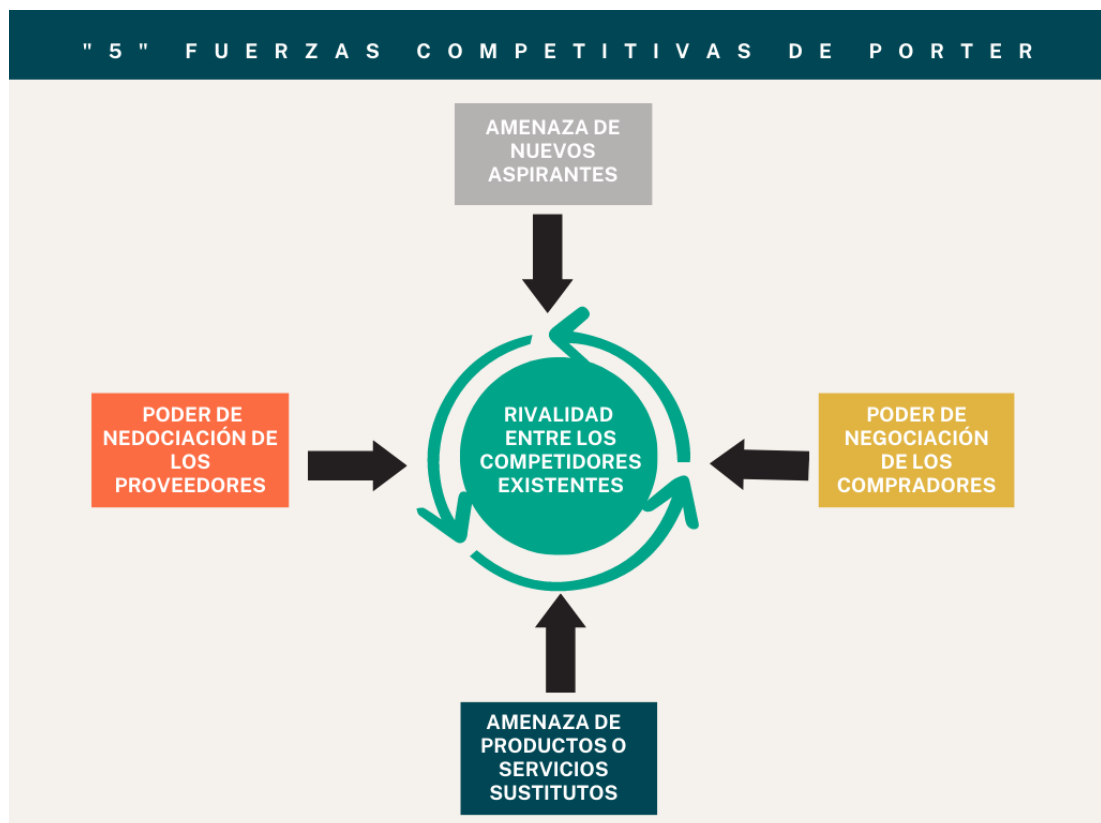 "5" FUERZAS COMPETITIVAS DE PORTER
AMENAZA DE
NUEVOS
ASPIRANTES
PODER DE
NEDOCIACIÓN DE
LOS
PROVEEDORES
RIVALIDAD
ENTRE LOS
COMPETIDORES
EXISTENTES
PODER DE
NEGOCIACIÓN
DE LOS
COMPRADORES
AMENAZA DE
PRODUCTOS O
SERVICIOS
SUSTITUTOS